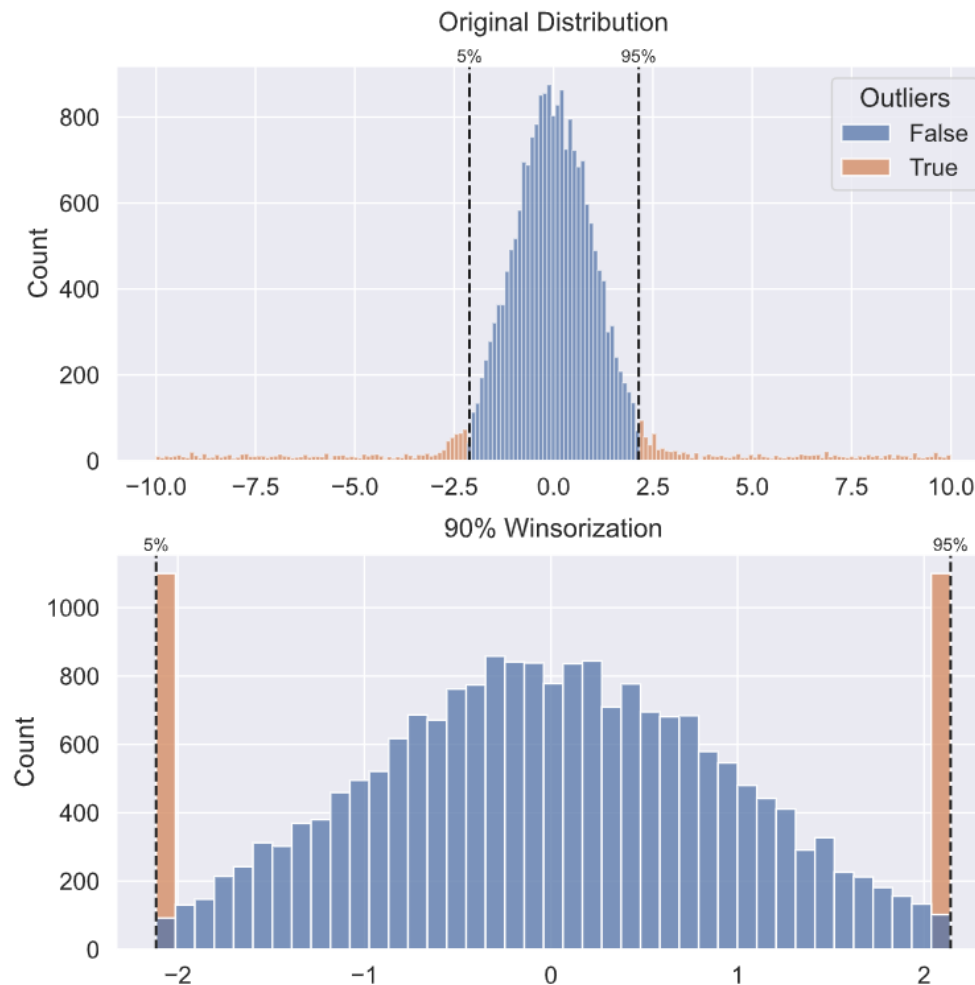 Original Distribution
5% 95%
Outliers
False
True
Count
800
600
400
200
0
−10.0 −7.5 −5.0 −2.5 0.0 2.5 5.0 7.5 10.0
90% Winsorization
5% 95%
Count
1000
800
600
400
200
0
−2 −1 0 1 2